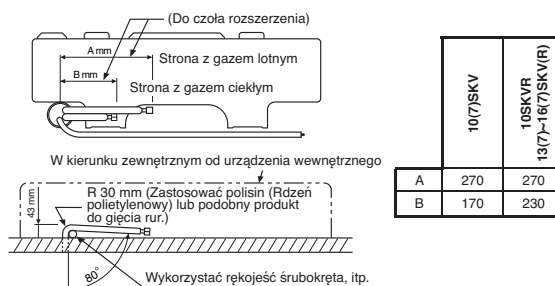 (Do czoła rozszerzenia)
A mm
Strona z gazem lotnym
B mm
Strona z gazem ciekłym
W kierunku zewnętrznym od urządzenia wewnętrznego
R 30 mm (Zastosować polisin (Rdzeń
polietylenowy) lub podobny produkt
do gięcia rur.)
43 mm
80°
Wykorzystać rękojeść śrubokręta, itp.
10(7)SKV
10SKVR
13(7)~16(7)SKV(R)
A 270 270
B 170 230